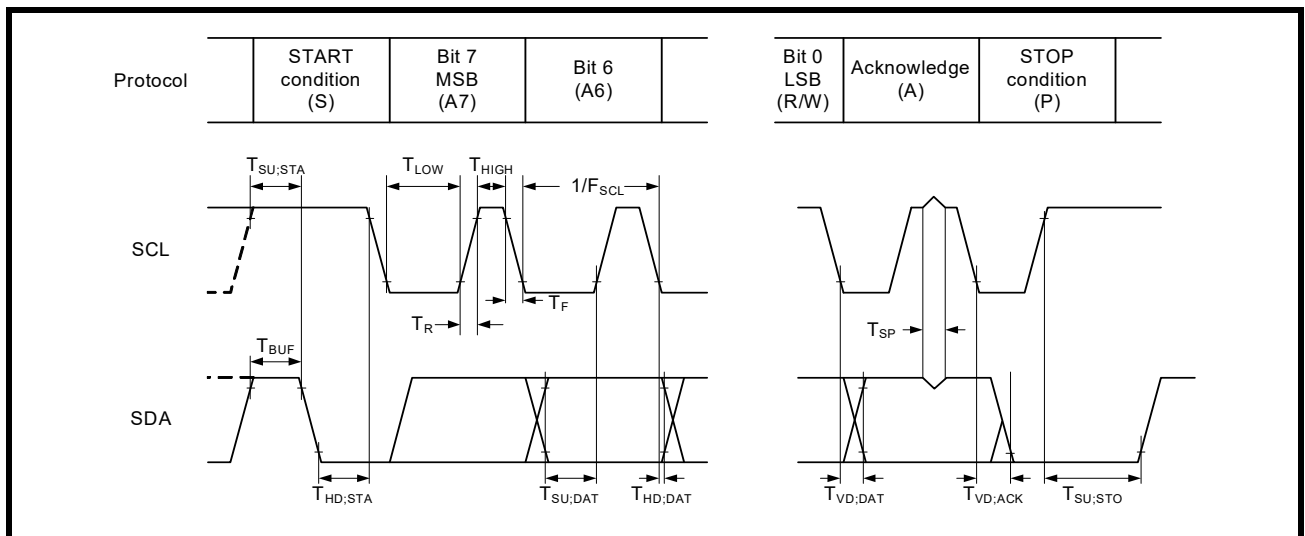 Protocol
START
condition
(S)
Bit 7
MSB
(A7)
Bit 6
(A6)
Bit 0
LSB
(R/W)
Acknowledge
(A)
STOP
condition
(P)
TSU;STA
TLOW
THIGH
1/FSCL
SCL
TF
TR
TSP
TBUF
SDA
THD;STA
TSU;DAT
THD;DAT
TVD;DAT
TVD;ACK
TSU;STO